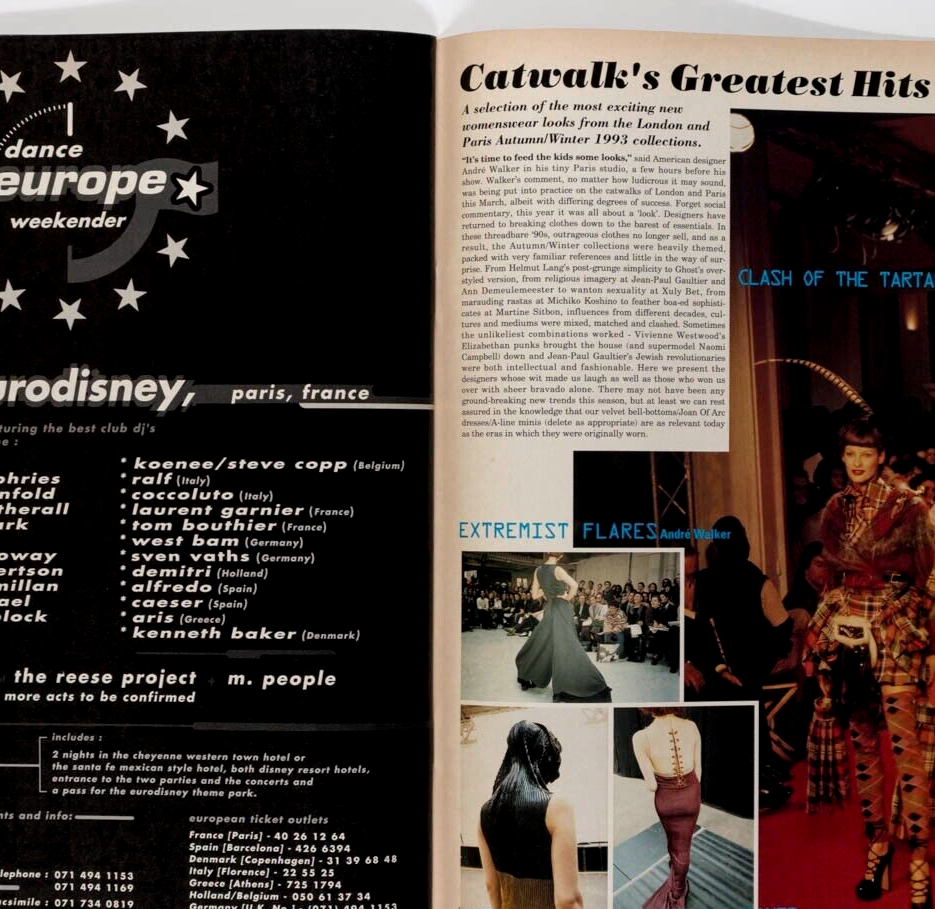 dance
europe
weekender
urodisney, paris, france
turing the best club dj's
e :
phries
nfold
therall
ark
oway
ertson
millan
ael
lock
* koenee/steve copp (Belgium)
* ralf (Italy)
* coccoluto (Italy)
* laurent garnier (France)
* tom bouthier (France)
* west bam (Germany)
* sven vaths (Germany)
* demitri (Holland)
* alfredo (Spain)
* caeser (Spain)
* aris (Greece)
* kenneth baker (Denmark)
the reese project + m. people
more acts to be confirmed
includes :
2 nights in the cheyenne western town hotel or
the santa fe mexican style hotel, both disney resort hotels,
entrance to the two parties and the concerts and
a pass for the eurodisney theme park.
nts and info:
elephone : 071 494 1153
071 494 1169
acsimile : 071 734 0819
european ticket outlets
France [Paris] - 40 26 12 64
Spain [Barcelona] - 426 6394
Denmark [Copenhagen] - 31 39 68 48
Italy [Florence] - 22 55 25
Greece [Athens] - 725 1794
Holland/Belgium - 050 61 37 34
Germany [U.K. No.] - (071) 494 1153
Catwalk's Greatest Hits
A selection of the most exciting new
womenswear looks from the London and
Paris Autumn/Winter 1993 collections.
"It's time to feed the kids some looks," said American designer
André Walker in his tiny Paris studio, a few hours before his
show. Walker's comment, no matter how ludicrous it may sound,
was being put into practice on the catwalks of London and Paris
this March, albeit with differing degrees of success. Forget social
commentary, this year it was all about a 'look'. Designers have
returned to breaking clothes down to the barest of essentials. In
these threadbare '90s, outrageous clothes no longer sell, and as a
result, the Autumn/Winter collections were heavily themed,
packed with very familiar references and little in the way of sur-
prise. From Helmut Lang's post-grunge simplicity to Ghost's over-
styled version, from religious imagery at Jean-Paul Gaultier and
Ann Demeulemeester to wanton sexuality at Xuly Bet, from
marauding rastas at Michiko Koshino to feather boa-ed sophisti-
cates at Martine Sitbon, influences from different decades, cul-
tures and mediums were mixed, matched and clashed. Sometimes
the unlikeliest combinations worked - Vivienne Westwood's
Elizabethan punks brought the house (and supermodel Naomi
Campbell) down and Jean-Paul Gaultier's Jewish revolutionaries
were both intellectual and fashionable. Here we present the
designers whose wit made us laugh as well as those who won us
over with sheer bravado alone. There may not have been any
ground-breaking new trends this season, but at least we can rest
assured in the knowledge that our velvet bell-bottoms/Joan Of Arc
dresses/A-line minis (delete as appropriate) are as relevant today
as the eras in which they were originally worn.
CLASH OF THE TARTA
EXTREMIST FLARES André Walker